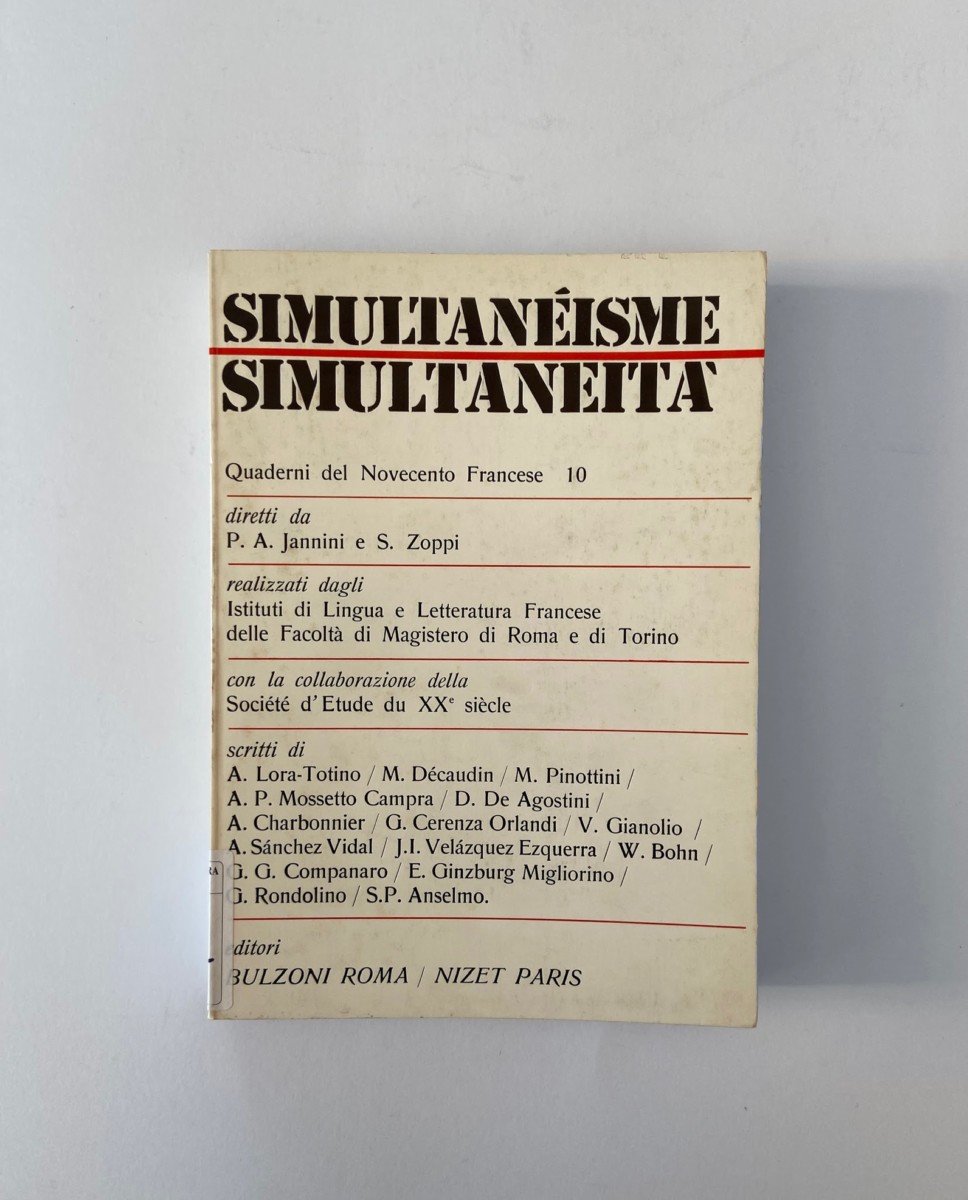 SIMULTANÉISME
SIMULTANEITA'
Quaderni del Novecento Francese 10
diretti da
P. A. Jannini e S. Zoppi
realizzati dagli
Istituti di Lingua e Letteratura Francese
delle Facoltà di Magistero di Roma e di Torino
con la collaborazione della
Société d'Etude du XXe siècle
scritti di
A. Lora-Totino / M. Décaudin / M. Pinottini /
A. P. Mossetto Campra / D. De Agostini /
A. Charbonnier / G. Cerenza Orlandi / V. Gianolio /
A. Sánchez Vidal / J.I. Velázquez Ezquerra / W. Bohn /
G. G. Companaro / E. Ginzburg Migliorino /
G. Rondolino / S.P. Anselmo.
editori
BULZONI ROMA / NIZET PARIS